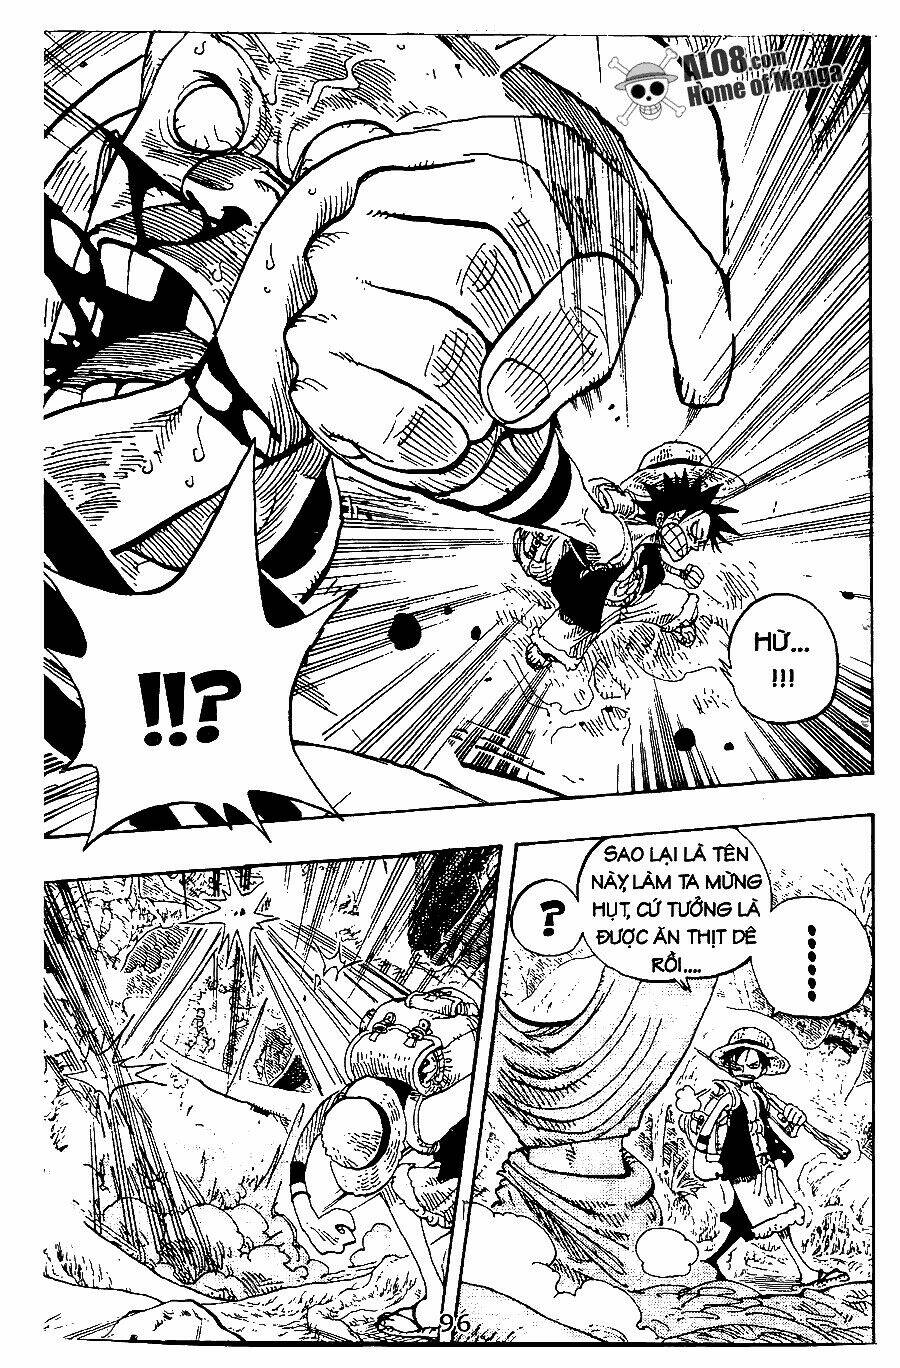 AL08.com
Home of Manga
HỪ...
!!!
!!?
SAO LẠI LÀ TÊN
NÀY, LÀM TA MỪNG
HỤT, CỨ TƯỞNG LÀ
ĐƯỢC ĂN THỊT DÊ
RỒI....
?
......
96